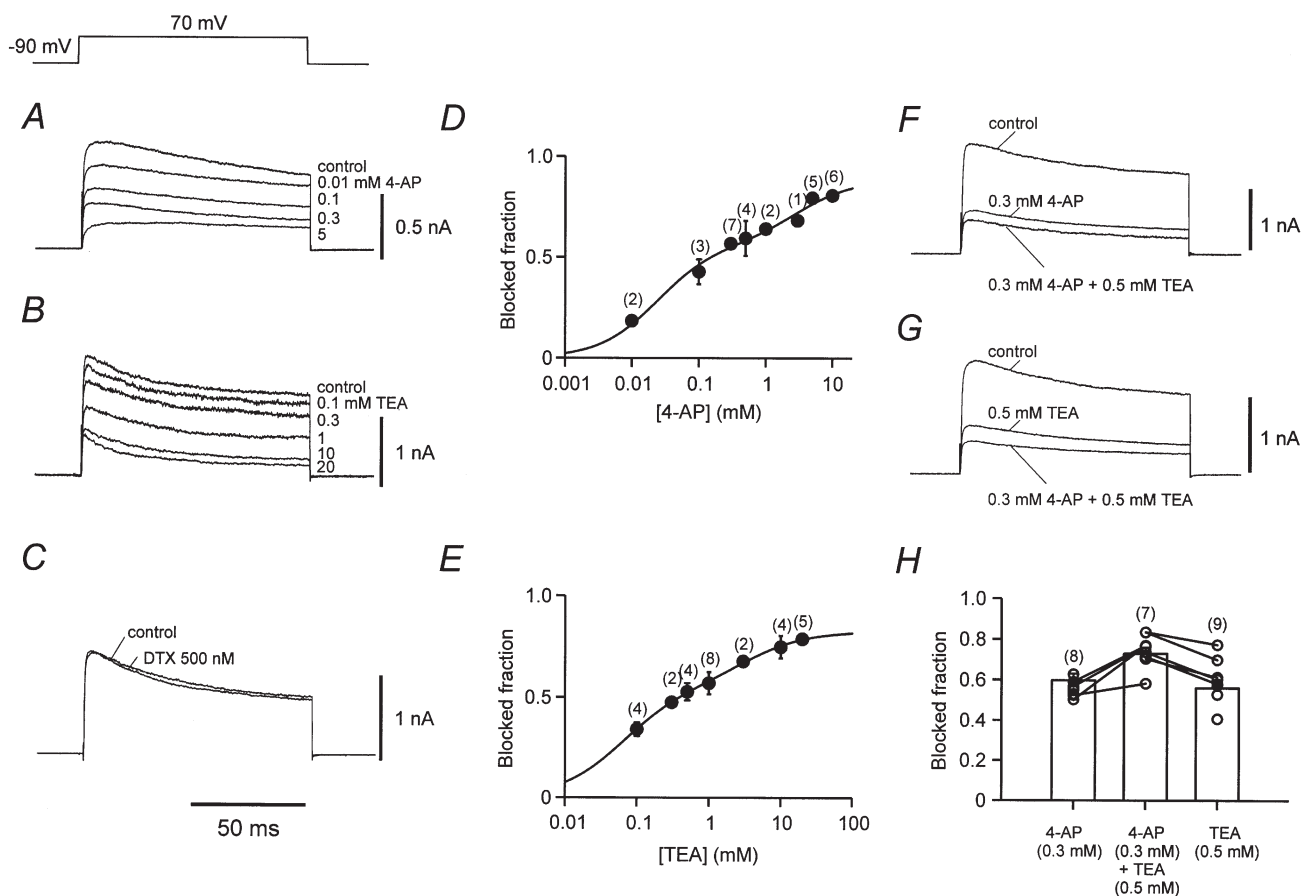 70 mV
-90 mV
A
control
0.01 mM 4-AP
0.1
0.3
5
0.5 nA
B
control
0.1 mM TEA
0.3
1
10
20
1 nA
C
control
DTX 500 nM
1 nA
50 ms
D
1.0
0.5
0
Blocked fraction
(2)
(3)
(7)
(4)
(2)
(1)
(5)
(6)
0.001
0.01
0.1
1
10
[4-AP] (mM)
E
1.0
0.5
0
Blocked fraction
(4)
(2)
(4)
(8)
(2)
(4)
(5)
0.01
0.1
1
10
100
[TEA] (mM)
F
control
0.3 mM 4-AP
0.3 mM 4-AP + 0.5 mM TEA
1 nA
G
control
0.5 mM TEA
0.3 mM 4-AP + 0.5 mM TEA
1 nA
H
1.0
0.8
0.6
0.4
0.2
0
Blocked fraction
(8)
(7)
(9)
4-AP
(0.3 mM)
4-AP
(0.3 mM)
+ TEA
(0.5 mM)
TEA
(0.5 mM)